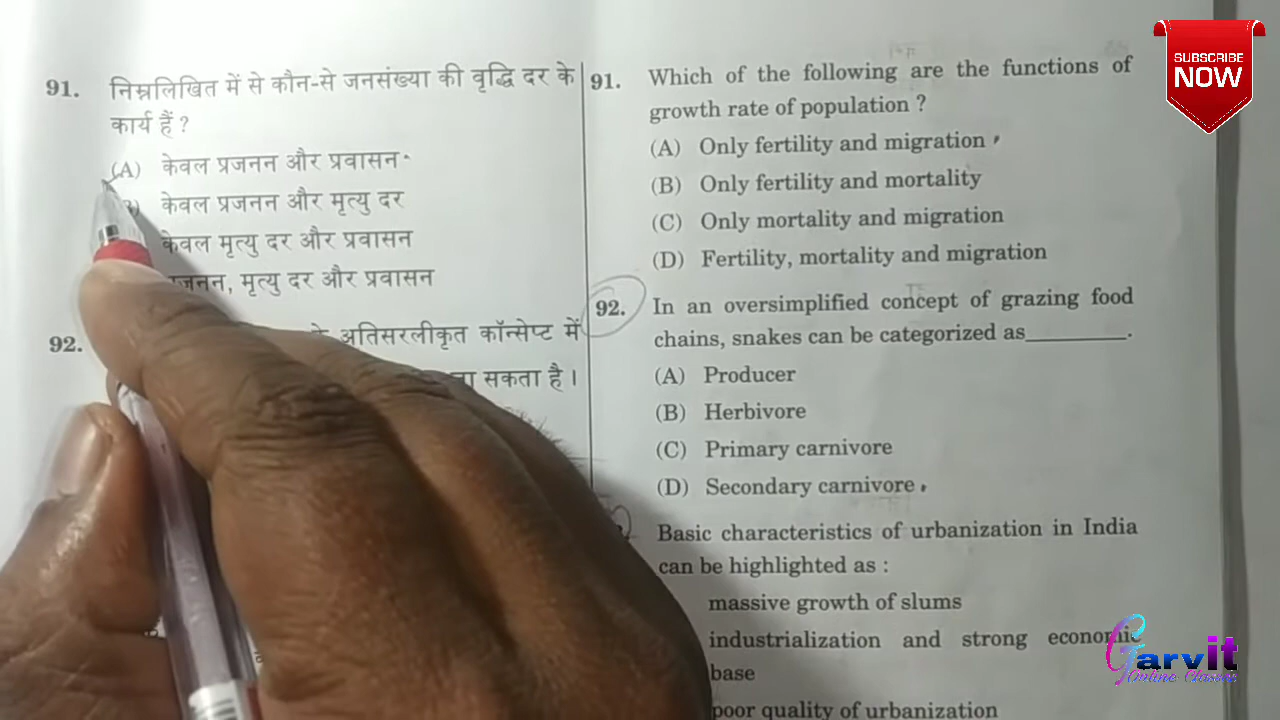 91. निम्नलिखित में से कौन-से जनसंख्या की वृद्धि दर के
कार्य हैं ?
(A) केवल प्रजनन और प्रवासन
केवल प्रजनन और मृत्यु दर
केवल मृत्यु दर और प्रवासन
मृत्यु दर और प्रवासन
92. अतिसरलीकृत कॉन्सेप्ट में
सकता है ।
91. Which of the following are the functions of
growth rate of population ?
(A) Only fertility and migration
(B) Only fertility and mortality
(C) Only mortality and migration
(D) Fertility, mortality and migration
92. In an oversimplified concept of grazing food
chains, snakes can be categorized as________.
(A) Producer
(B) Herbivore
(C) Primary carnivore
(D) Secondary carnivore
Basic characteristics of urbanization in India
can be highlighted as :
massive growth of slums
industrialization and strong economic
base
poor quality of urbanization
SUBSCRIBE
NOW
Garvit
Online Classes